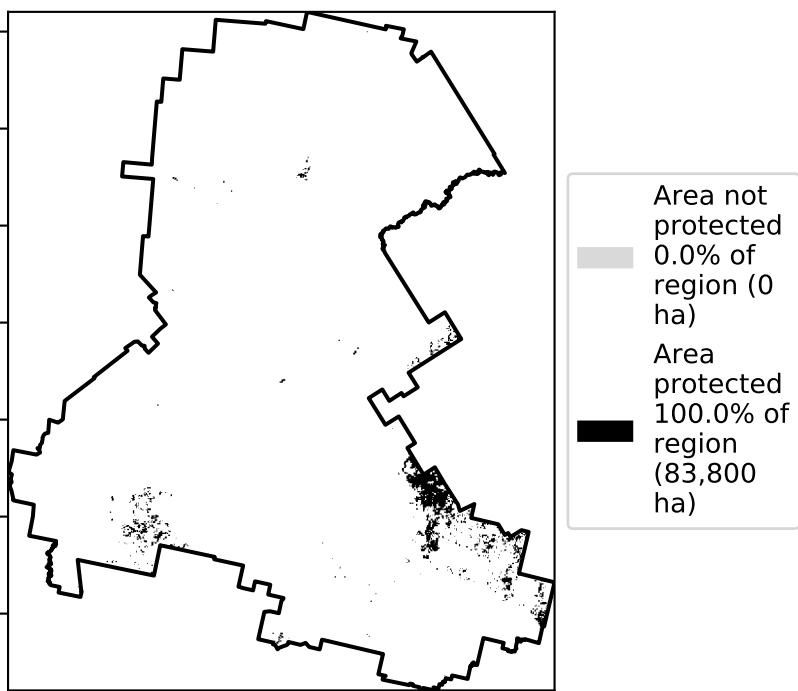 Area not
protected
0.0% of
region (0
ha)
Area
protected
100.0% of
region
(83,800
ha)